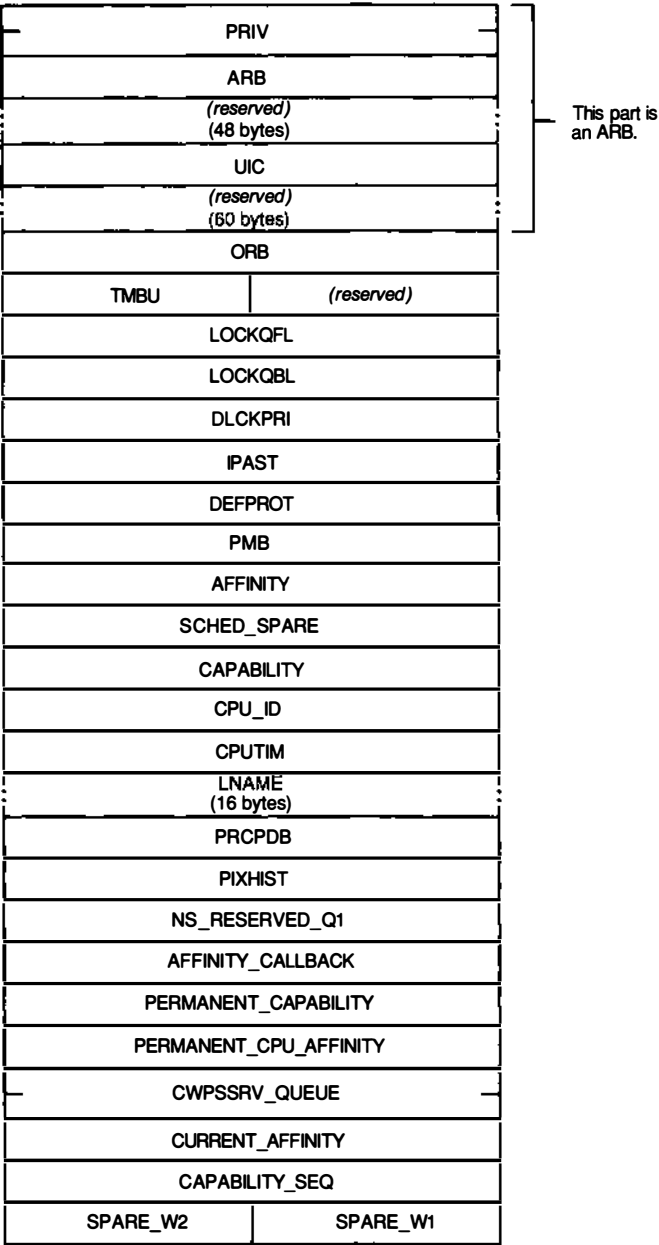 PRIV
ARB
(reserved)
(48 bytes)
This part is
an ARB.
UIC
(reserved)
(60 bytes)
ORB
TMBU (reserved)
LOCKQFL
LOCKQBL
DLCKPRI
IPAST
DEFPROT
PMB
AFFINITY
SCHED_SPARE
CAPABILITY
CPU_ID
CPUTIM
LNAME
(16 bytes)
PRCPDB
PIXHIST
NS_RESERVED_Q1
AFFINITY_CALLBACK
PERMANENT_CAPABILITY
PERMANENT_CPU_AFFINITY
CWPSSRV_QUEUE
CURRENT_AFFINITY
CAPABILITY_SEQ
SPARE_W2 SPARE_W1